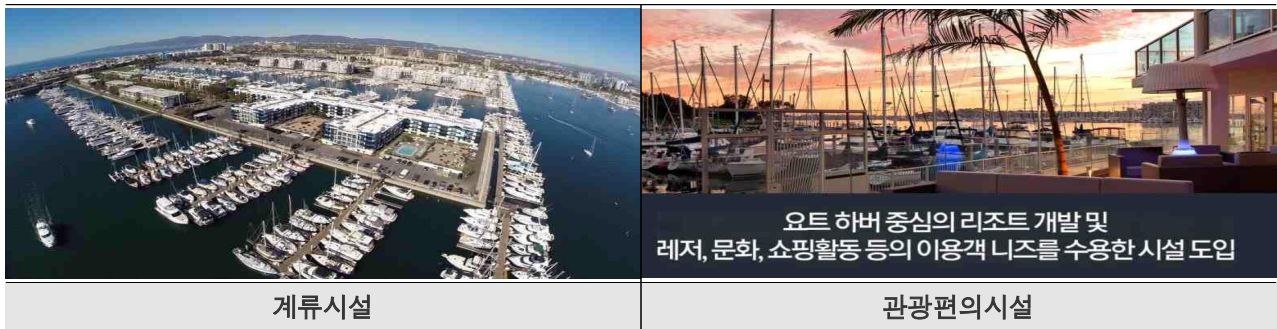 요트 하버 중심의 리조트 개발 및
레저, 문화, 쇼핑활동 등의 이용객 니즈를 수용한 시설 도입
계류시설
관광편의시설